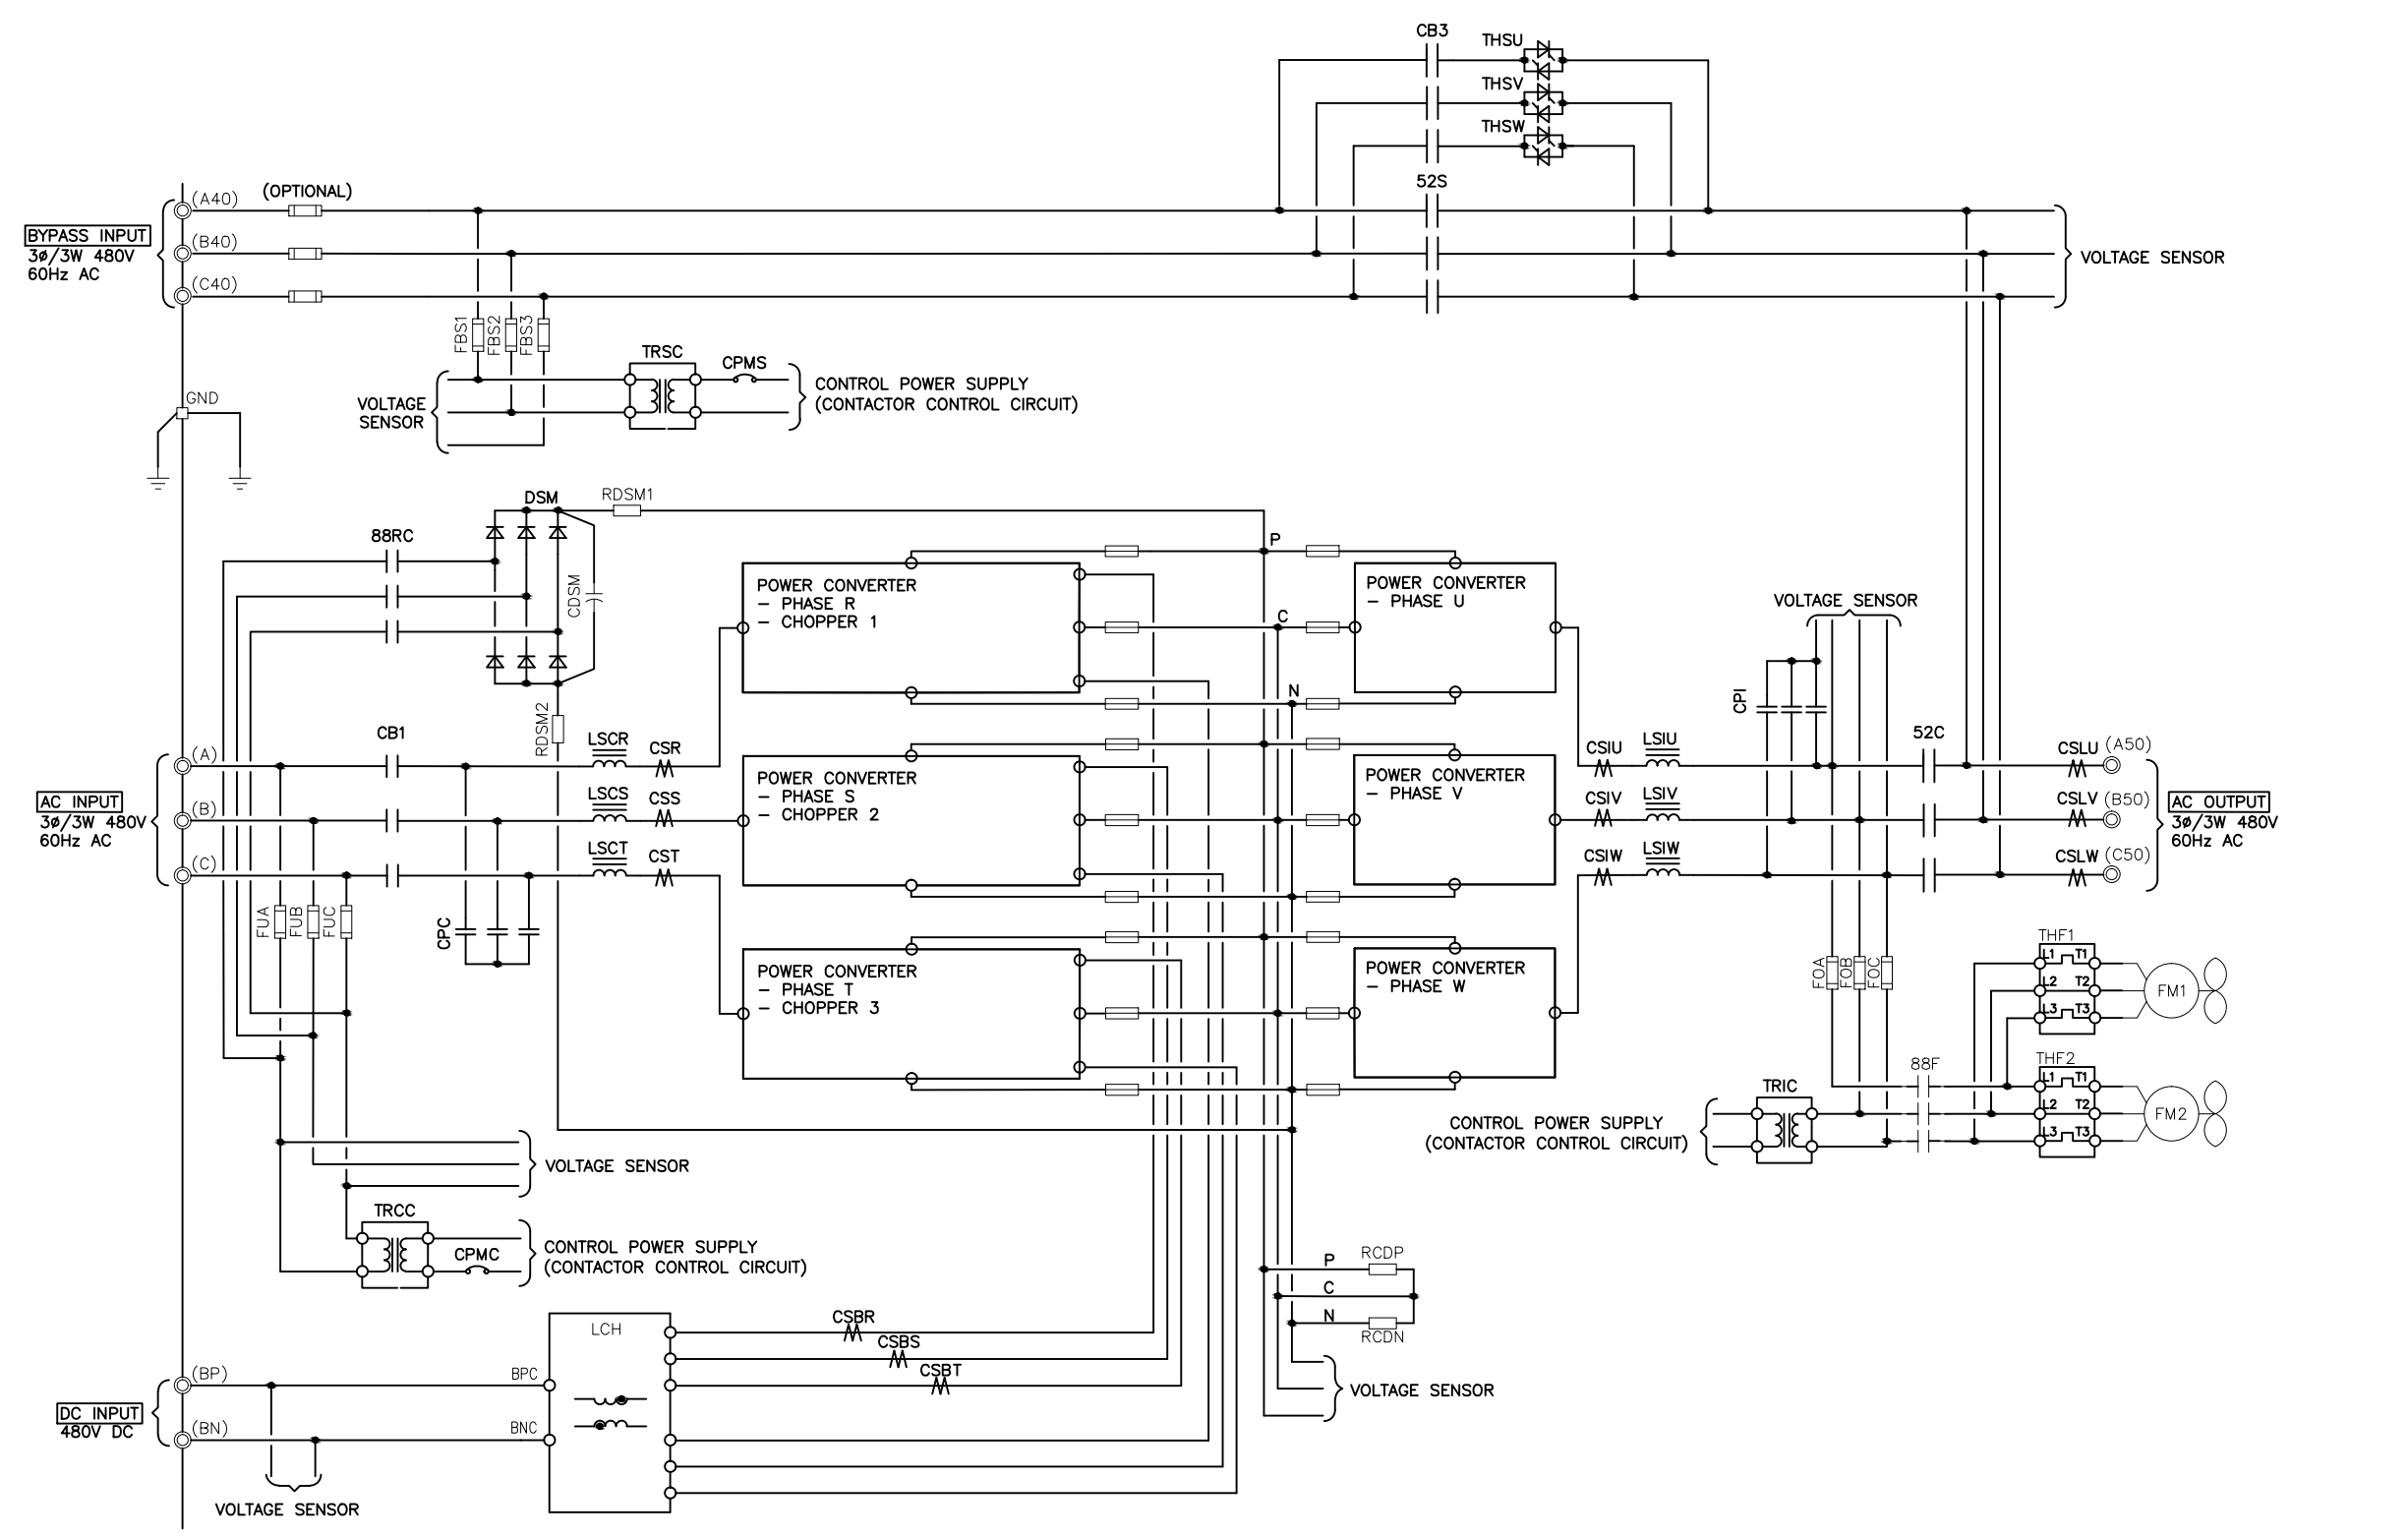 CB3
THSU
THSV
THSW
52S
(A40)
(OPTIONAL)
(B40)
(C40)
BYPASS INPUT
3ø/3W 480V
60Hz AC
VOLTAGE SENSOR
FBS1
FBS2
FBS3
TRSC
CPMS
CONTROL POWER SUPPLY
(CONTACTOR CONTROL CIRCUIT)
VOLTAGE
SENSOR
GND
DSM
RDSM1
88RC
CDSM
RDSM2
P
C
N
POWER CONVERTER
- PHASE R
- CHOPPER 1
POWER CONVERTER
- PHASE U
VOLTAGE SENSOR
CPI
CB1
LSCR
CSR
LSCS
CSS
LSCT
CST
(A)
(B)
(C)
AC INPUT
3ø/3W 480V
60Hz AC
POWER CONVERTER
- PHASE S
- CHOPPER 2
POWER CONVERTER
- PHASE V
CSIU
LSIU
CSIV
LSIV
CSIW
LSIW
52C
CSLU
(A50)
CSLV
(B50)
CSLW
(C50)
AC OUTPUT
3ø/3W 480V
60Hz AC
FUA
FUB
FUC
CPC
POWER CONVERTER
- PHASE T
- CHOPPER 3
POWER CONVERTER
- PHASE W
FOA
FOB
FOC
THF1
L1 T1
L2 T2
L3 T3
FM1
88F
THF2
L1 T1
L2 T2
L3 T3
FM2
TRIC
CONTROL POWER SUPPLY
(CONTACTOR CONTROL CIRCUIT)
VOLTAGE SENSOR
TRCC
CPMC
CONTROL POWER SUPPLY
(CONTACTOR CONTROL CIRCUIT)
P
RCDP
C
N
RCDN
VOLTAGE SENSOR
LCH
CSBR
CSBS
CSBT
(BP)
BPC
(BN)
BNC
DC INPUT
480V DC
VOLTAGE SENSOR